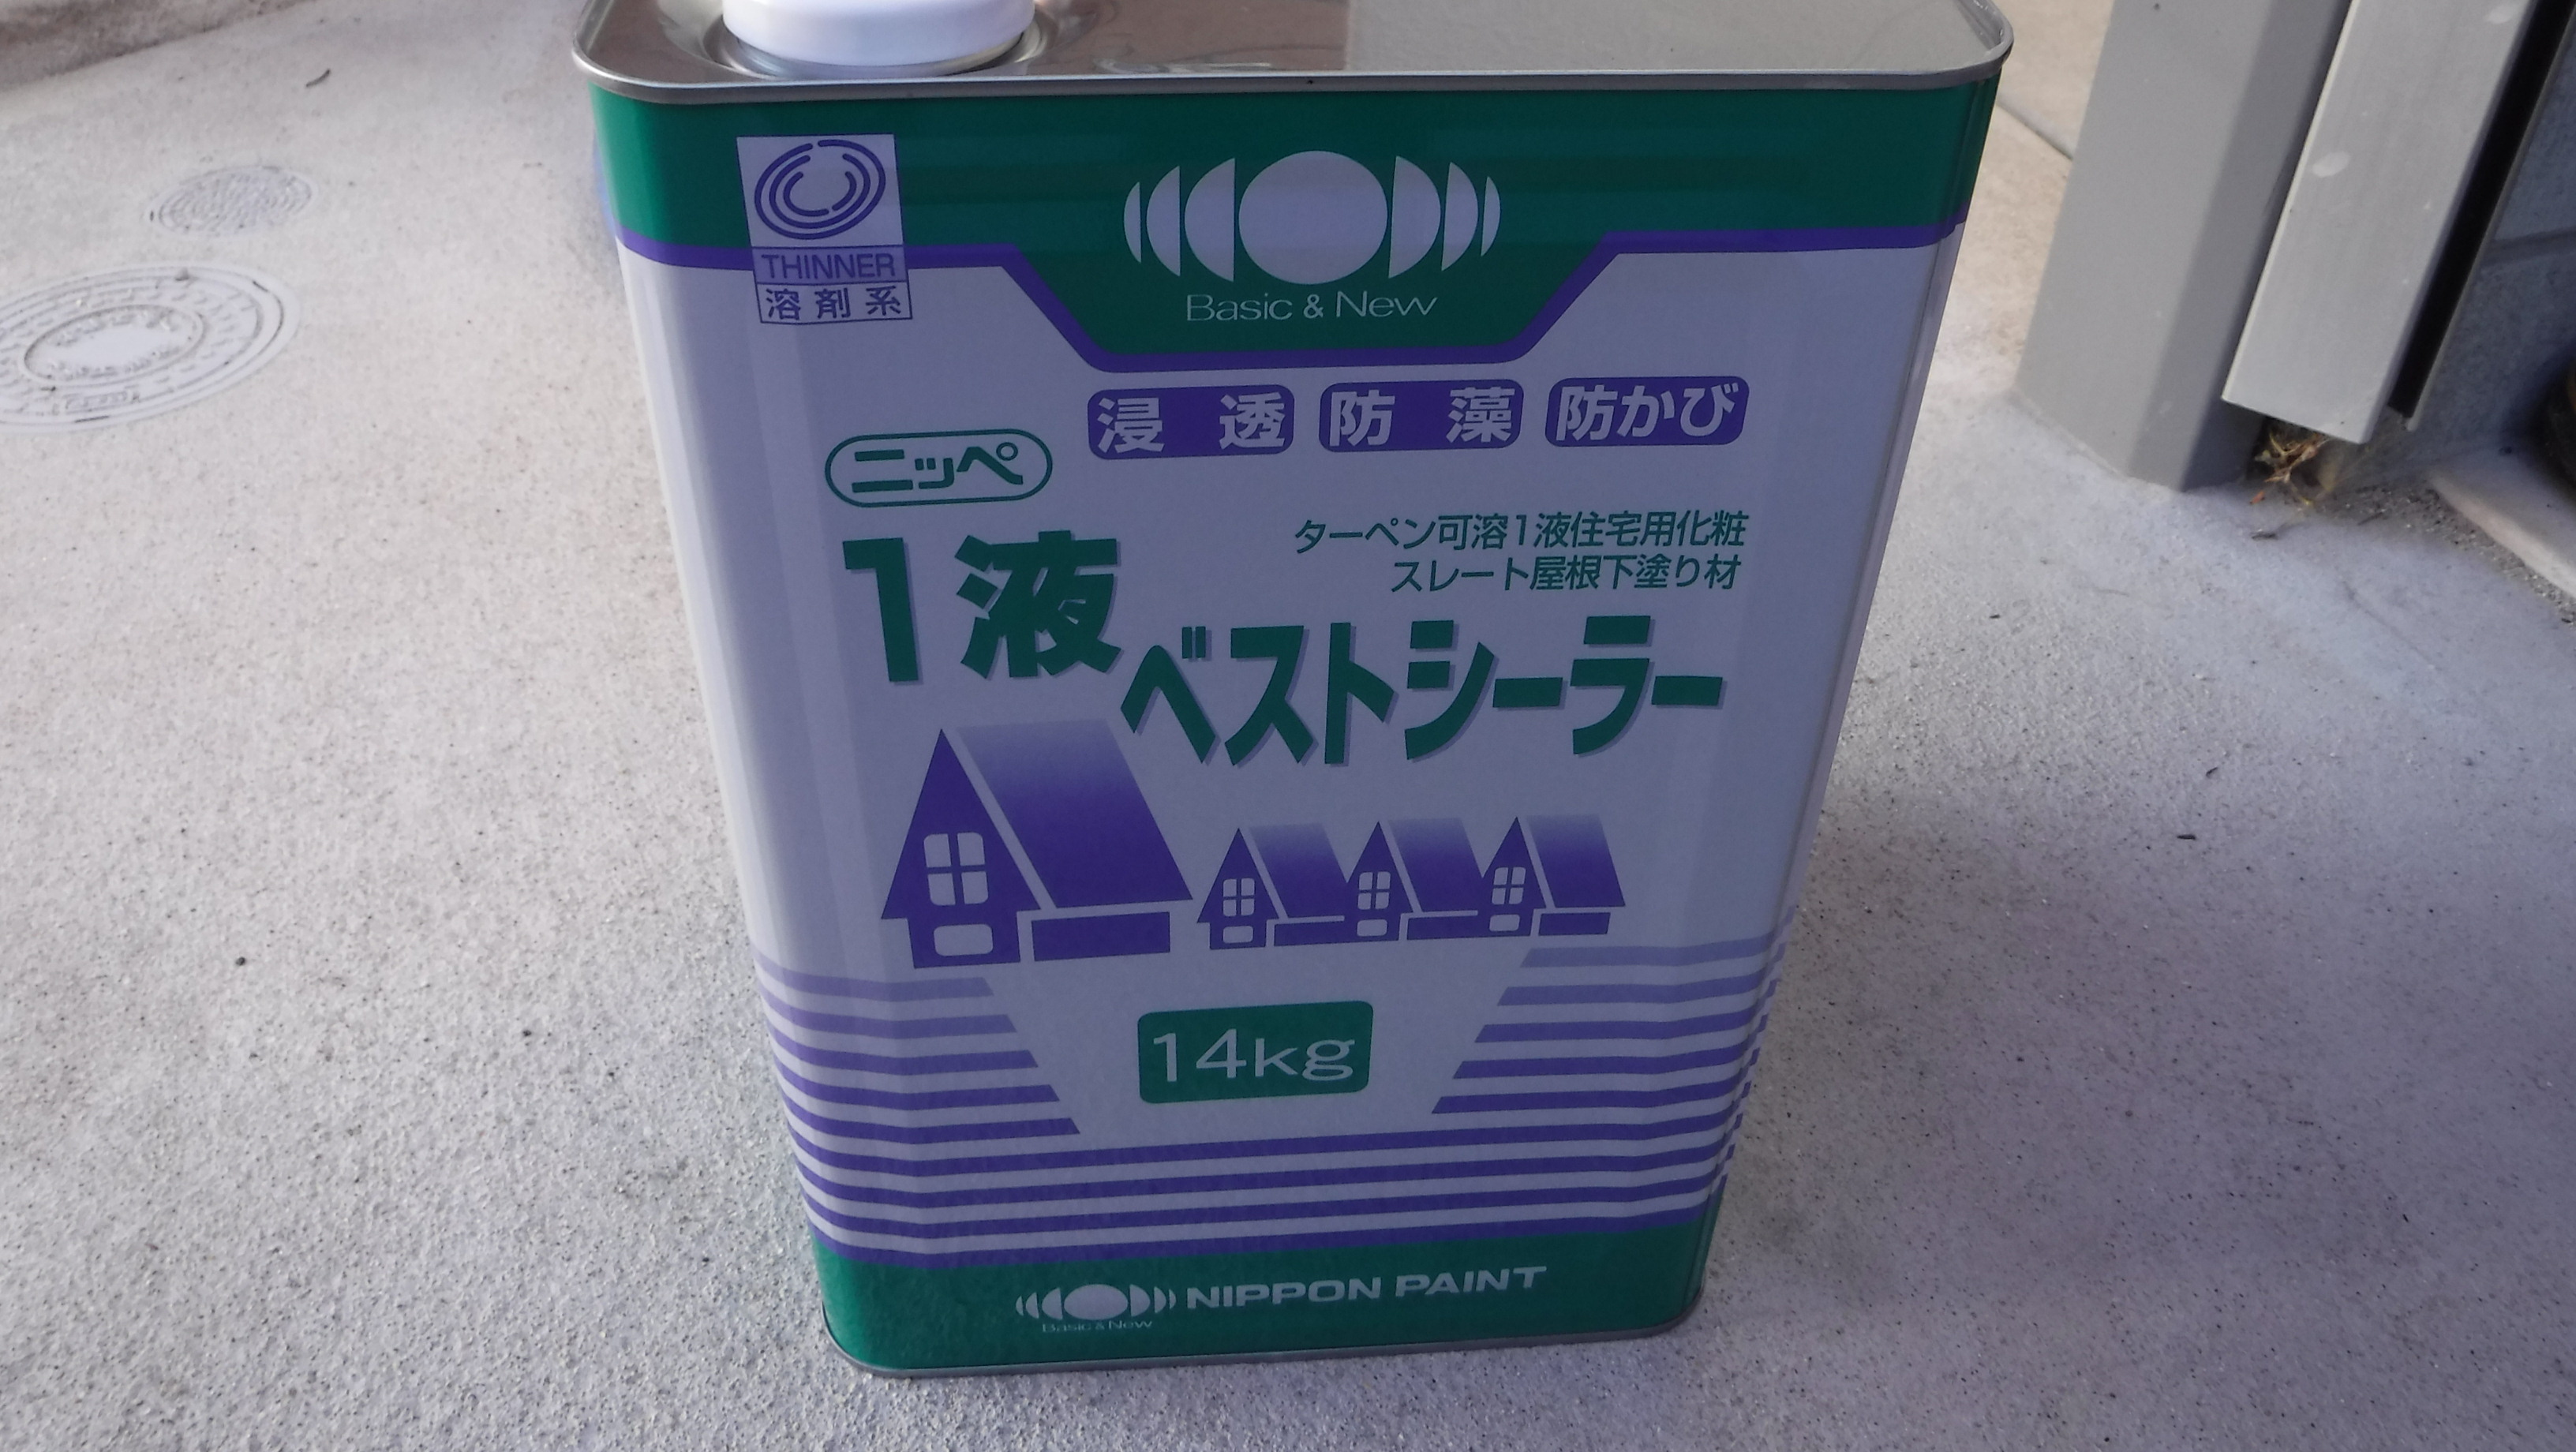 THINNER
溶剤系
Basic & New
浸透 防藻 防かび
ニッペ
ターペン可溶1液住宅用化粧
スレート屋根下塗り材
1液
ベストシーラー
14kg
NIPPON PAINT
Basic & New